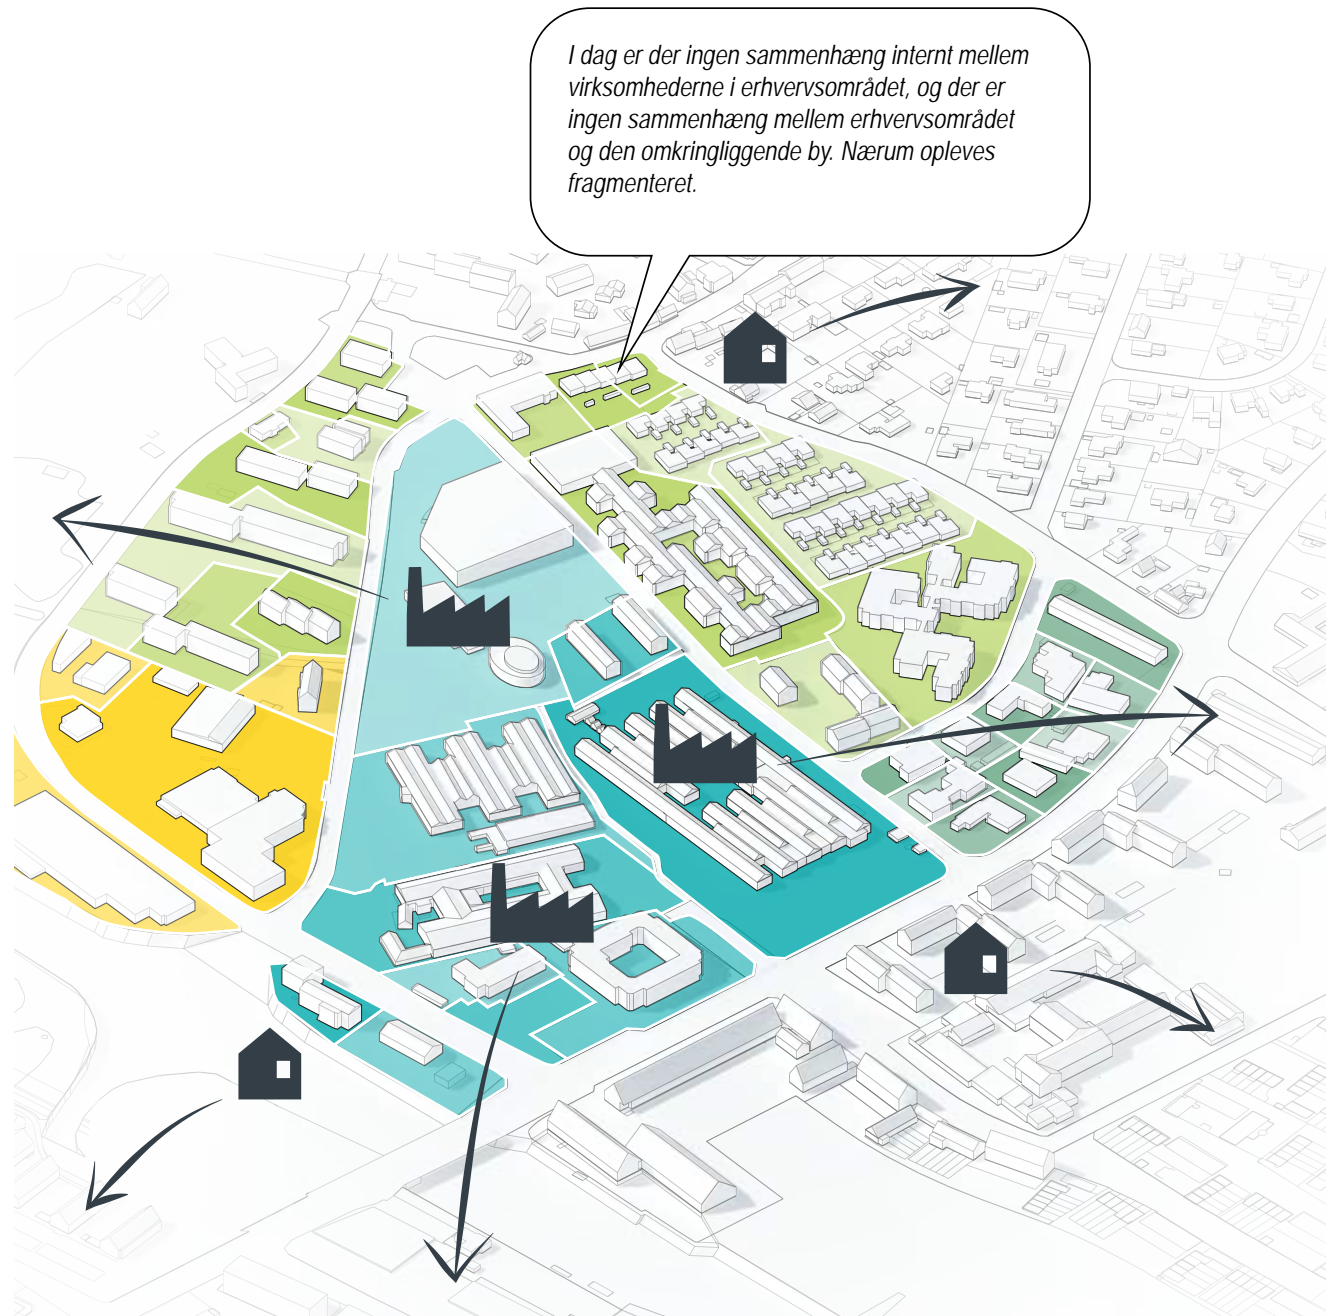 I dag er der ingen sammenhæng internt mellem
virksomhederne i erhvervsområdet, og der er
ingen sammenhæng mellem erhvervsområdet
og den omkringliggende by. Nærum opleves
fragmenteret.